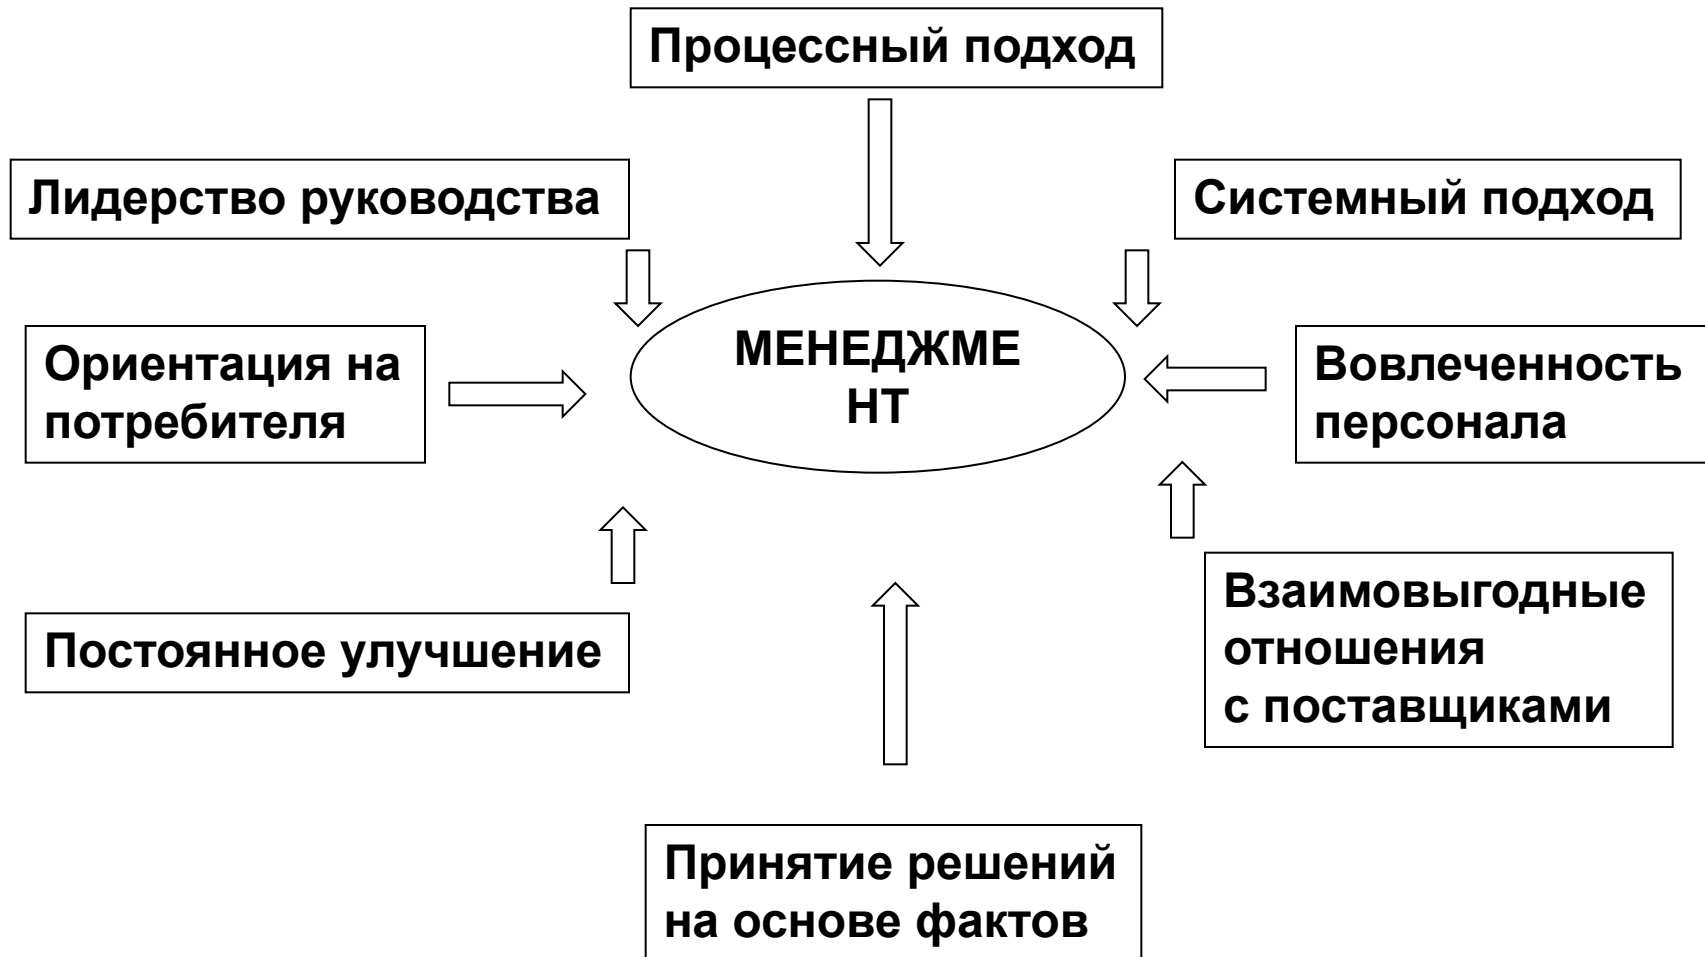 Процессный подход
Лидерство руководства
Системный подход
Ориентация на
потребителя
МЕНЕДЖМЕ
НТ
Вовлеченность
персонала
Постоянное улучшение
Взаимовыгодные
отношения
с поставщиками
Принятие решений
на основе фактов